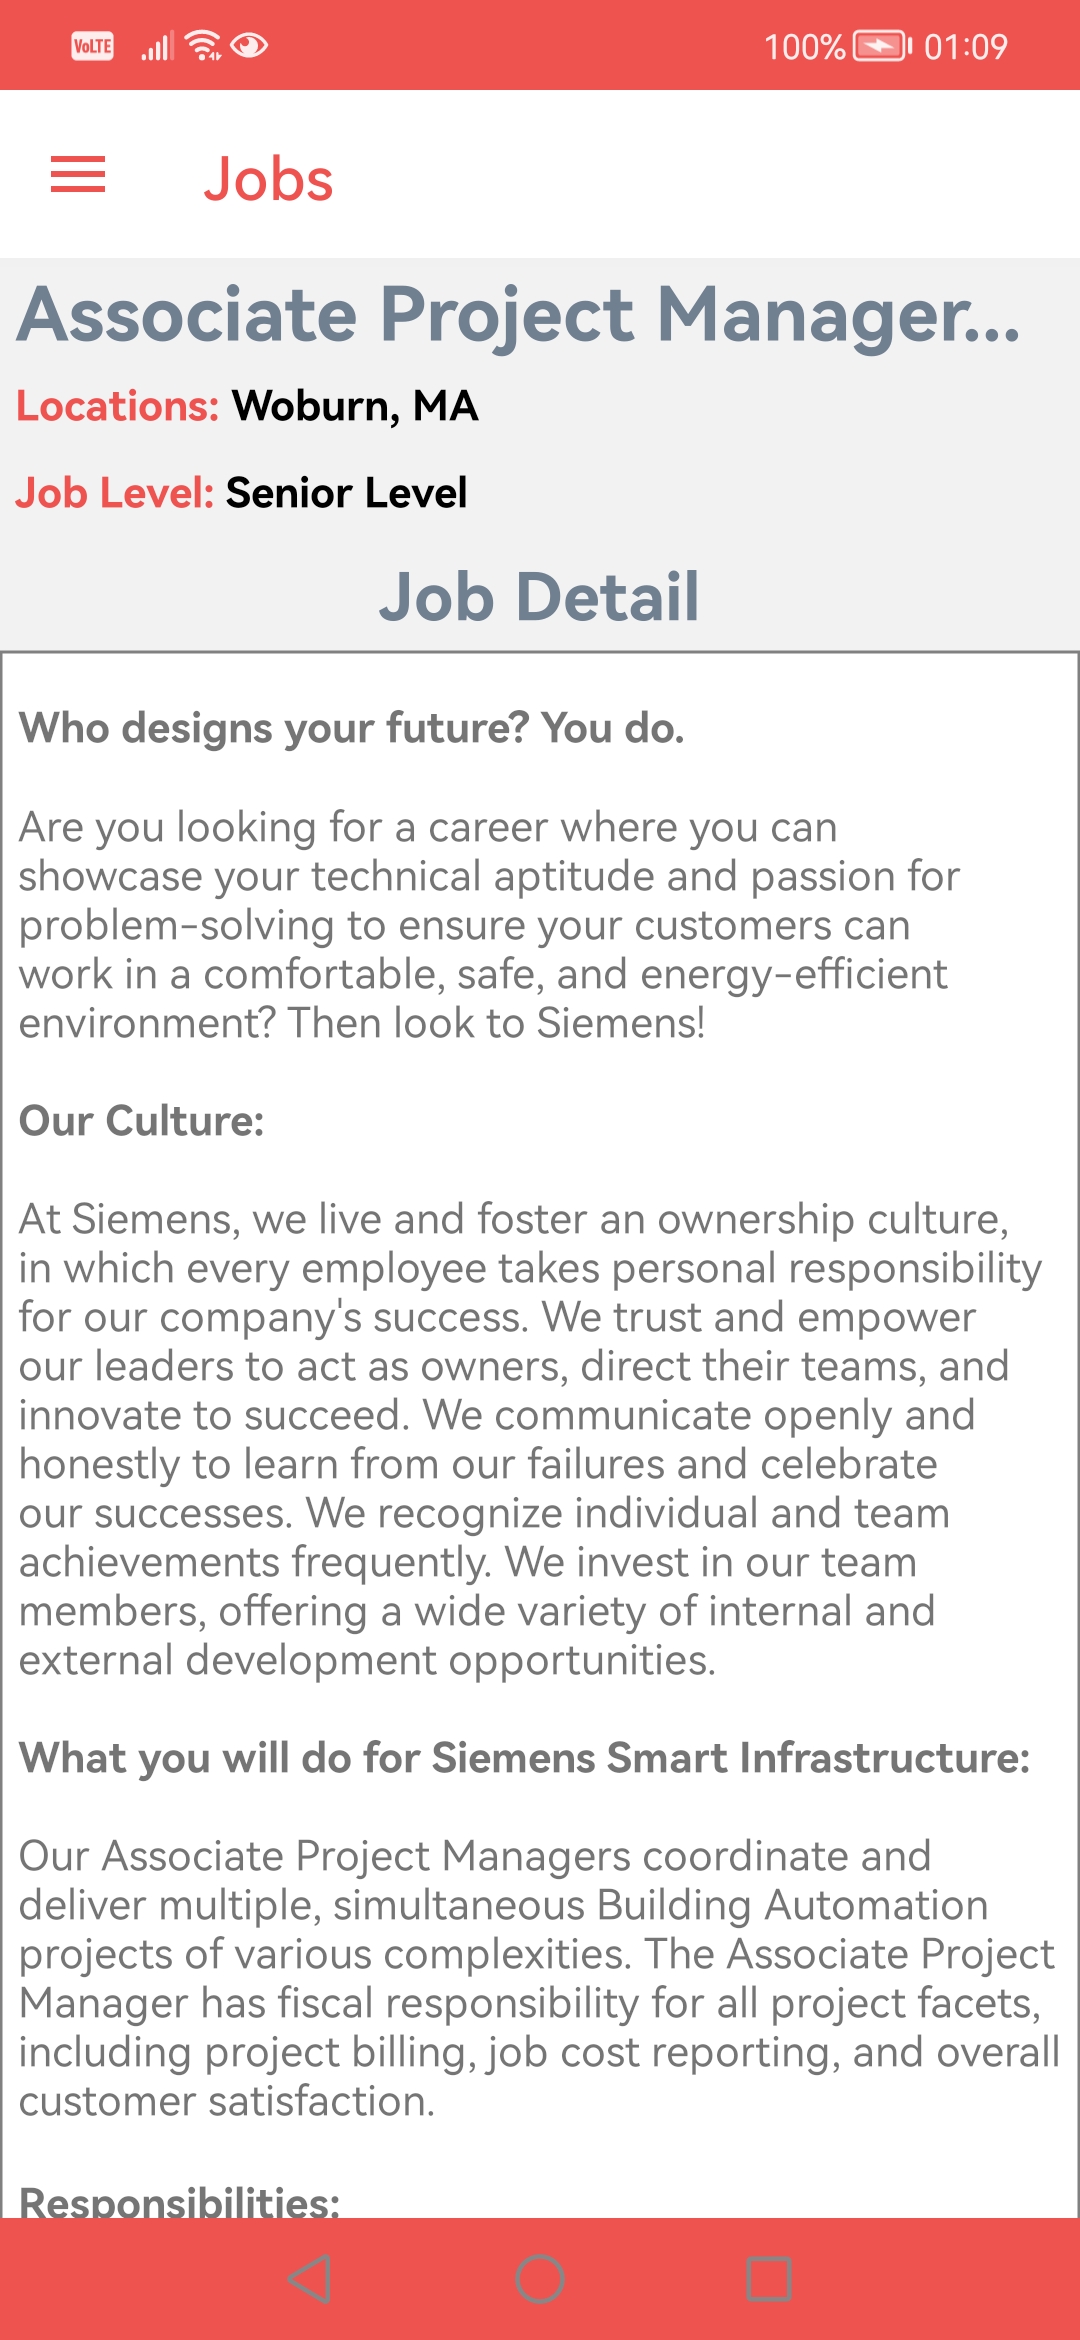 VoLTE 100% 01:09
Jobs
Associate Project Manager...
Locations: Woburn, MA
Job Level: Senior Level
Job Detail
Who designs your future? You do.
Are you looking for a career where you can
showcase your technical aptitude and passion for
problem-solving to ensure your customers can
work in a comfortable, safe, and energy-efficient
environment? Then look to Siemens!
Our Culture:
At Siemens, we live and foster an ownership culture,
in which every employee takes personal responsibility
for our company's success. We trust and empower
our leaders to act as owners, direct their teams, and
innovate to succeed. We communicate openly and
honestly to learn from our failures and celebrate
our successes. We recognize individual and team
achievements frequently. We invest in our team
members, offering a wide variety of internal and
external development opportunities.
What you will do for Siemens Smart Infrastructure:
Our Associate Project Managers coordinate and
deliver multiple, simultaneous Building Automation
projects of various complexities. The Associate Project
Manager has fiscal responsibility for all project facets,
including project billing, job cost reporting, and overall
customer satisfaction.
Responsibilities: